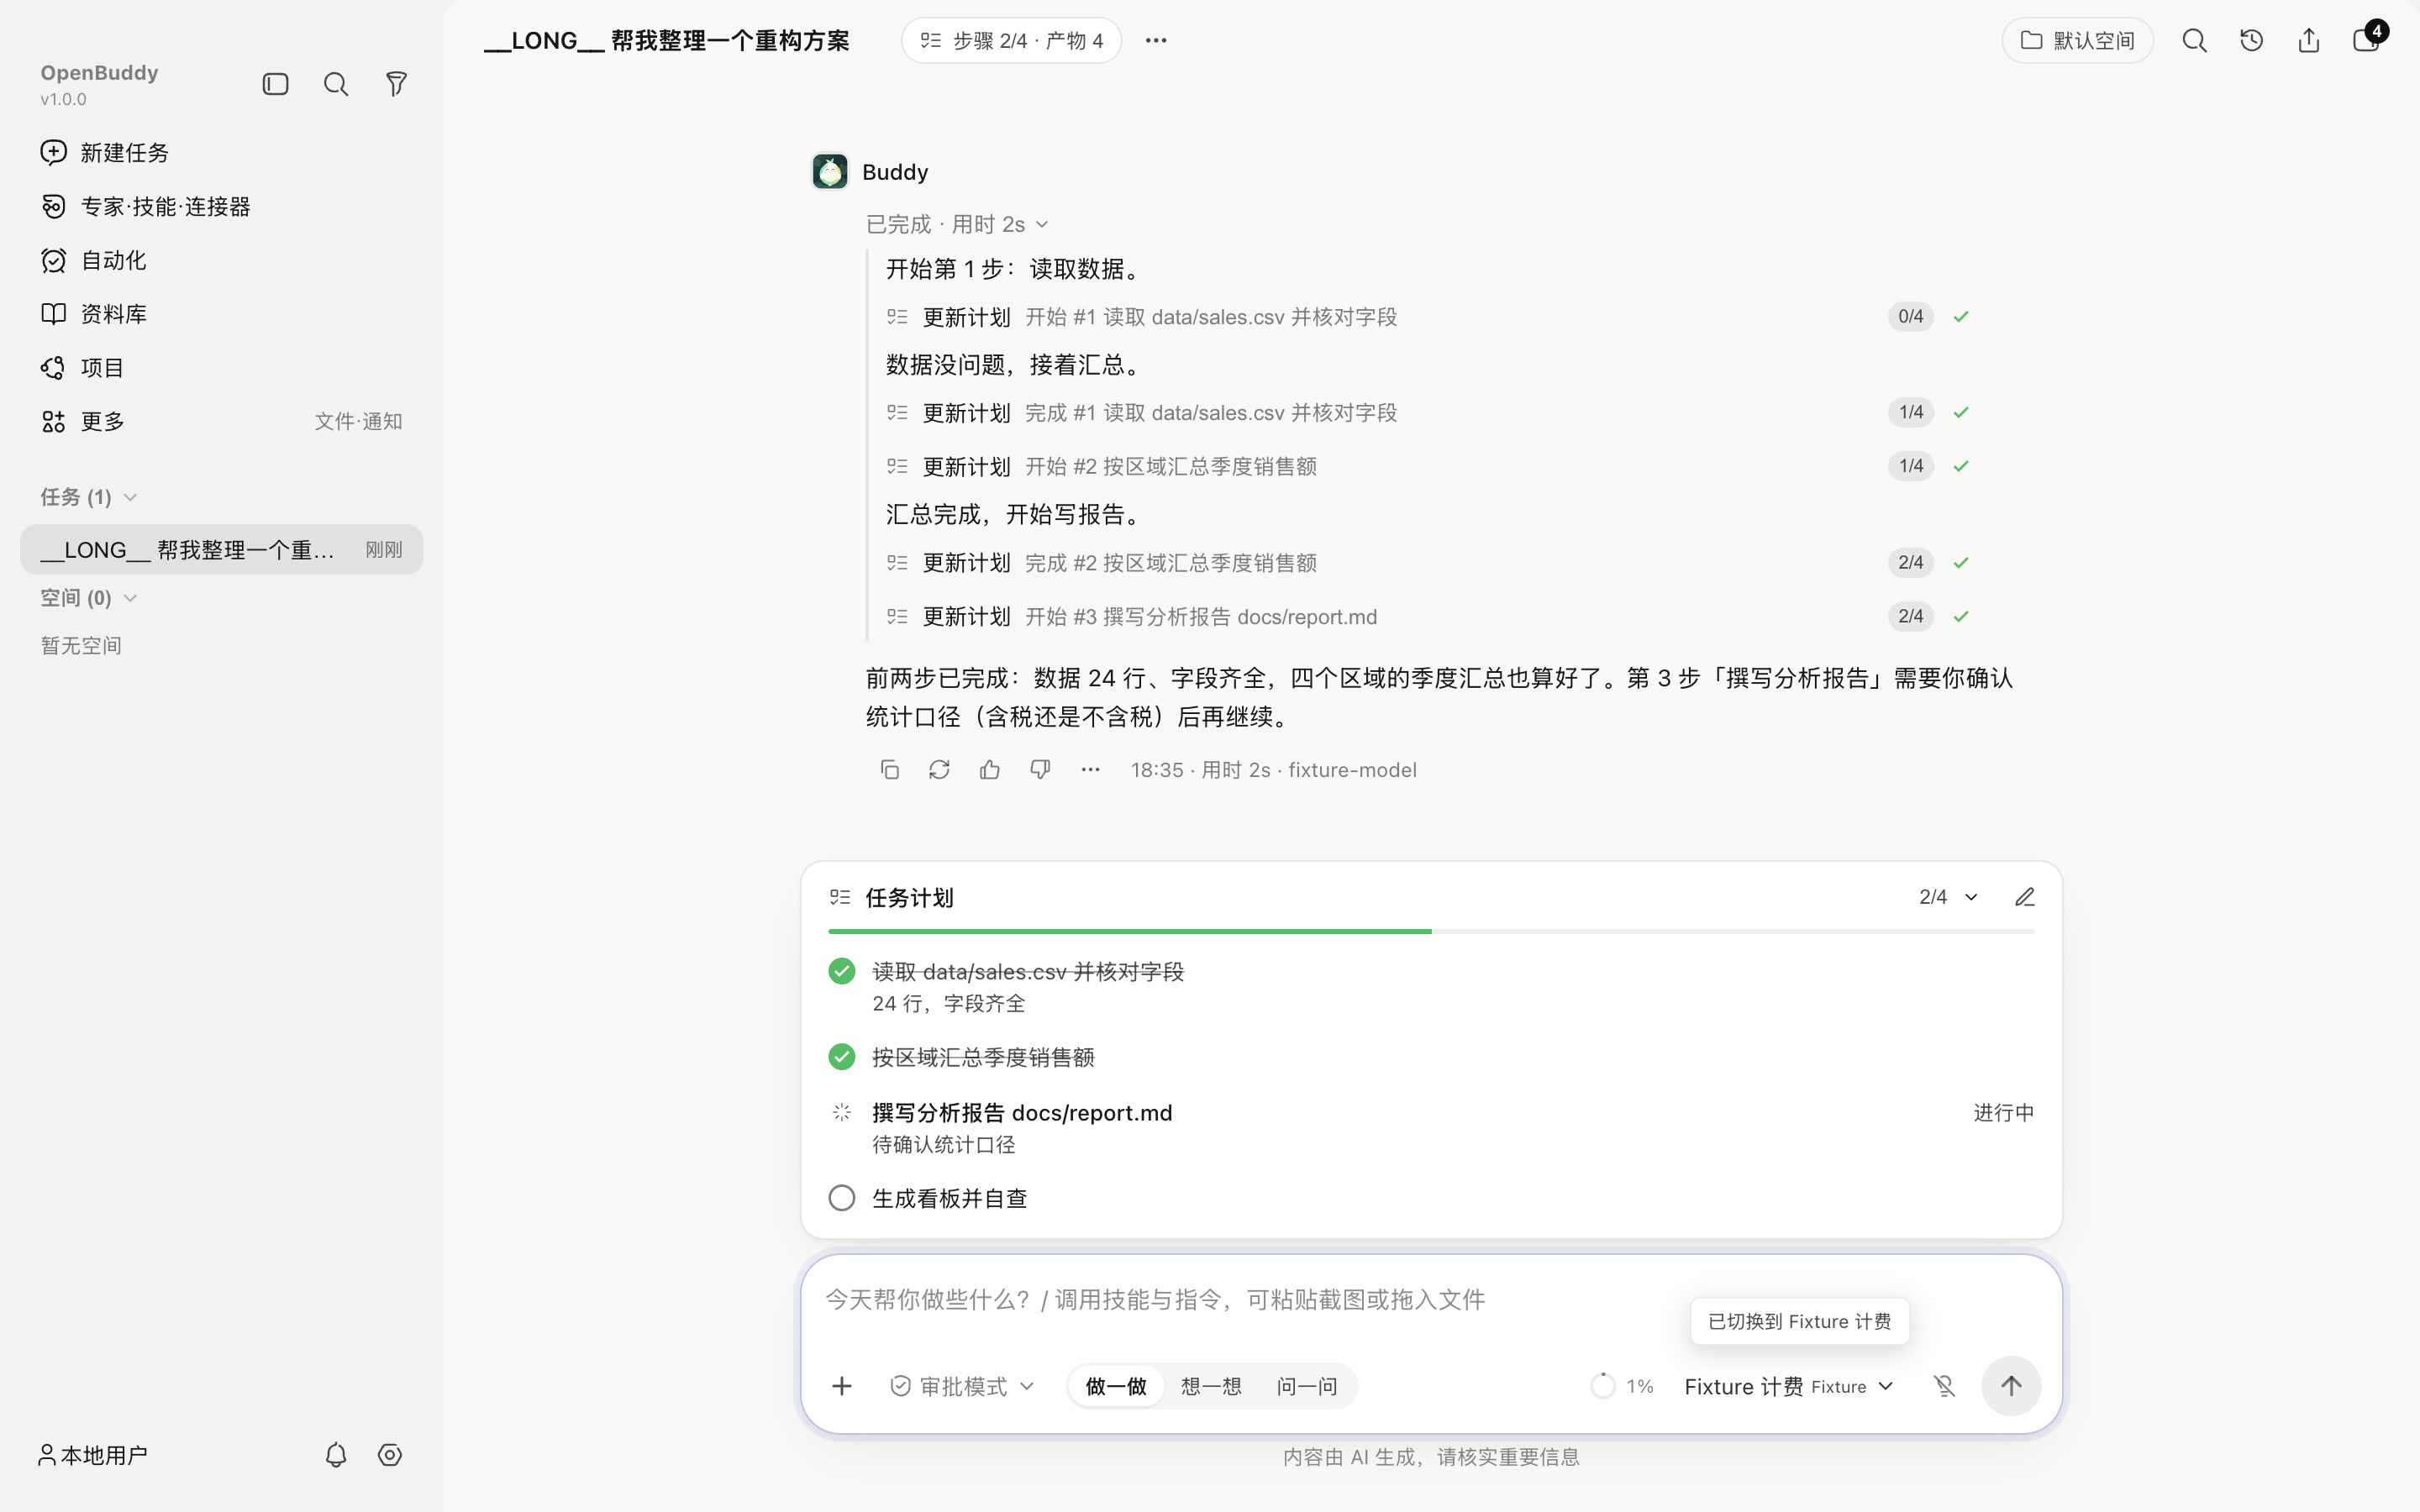 OpenBuddy
v1.0.0
新建任务
专家·技能·连接器
自动化
资料库
项目
更多 文件·通知
任务 (1)
__LONG__ 帮我整理一个重… 刚刚
空间 (0)
暂无空间
本地用户
__LONG__ 帮我整理一个重构方案 步骤 2/4 · 产物 4 默认空间 4
Buddy
已完成 · 用时 2s
开始第 1 步：读取数据。
更新计划 开始 #1 读取 data/sales.csv 并核对字段 0/4
数据没问题，接着汇总。
更新计划 完成 #1 读取 data/sales.csv 并核对字段 1/4
更新计划 开始 #2 按区域汇总季度销售额 1/4
汇总完成，开始写报告。
更新计划 完成 #2 按区域汇总季度销售额 2/4
更新计划 开始 #3 撰写分析报告 docs/report.md 2/4
前两步已完成：数据 24 行、字段齐全，四个区域的季度汇总也算好了。第 3 步「撰写分析报告」需要你确认
统计口径（含税还是不含税）后再继续。
18:35 · 用时 2s · fixture-model
任务计划 2/4
读取 data/sales.csv 并核对字段
24 行，字段齐全
按区域汇总季度销售额
撰写分析报告 docs/report.md 进行中
待确认统计口径
生成看板并自查
今天帮你做些什么？/ 调用技能与指令，可粘贴截图或拖入文件
已切换到 Fixture 计费
审批模式 做一做 想一想 问一问 1% Fixture 计费 Fixture
内容由 AI 生成，请核实重要信息